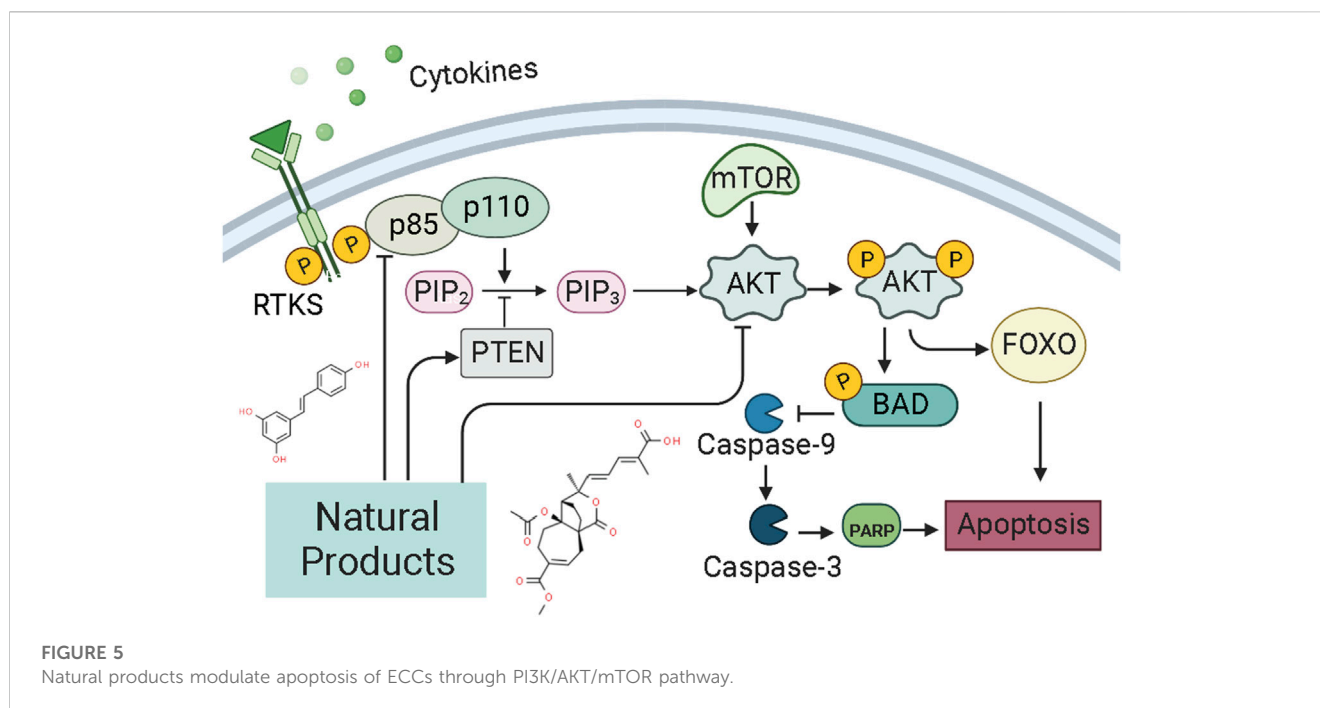 Cytokines
mTOR
p85
p110
P
P
RTKS
PIP2
PIP3
AKT
P
P
AKT
PTEN
FOXO
P
BAD
Caspase-9
OH
HO
OH
O
OH
O
O
O
O
O
O
Natural
Products
Caspase-3
PARP
Apoptosis
FIGURE 5
Natural products modulate apoptosis of ECCs through PI3K/AKT/mTOR pathway.